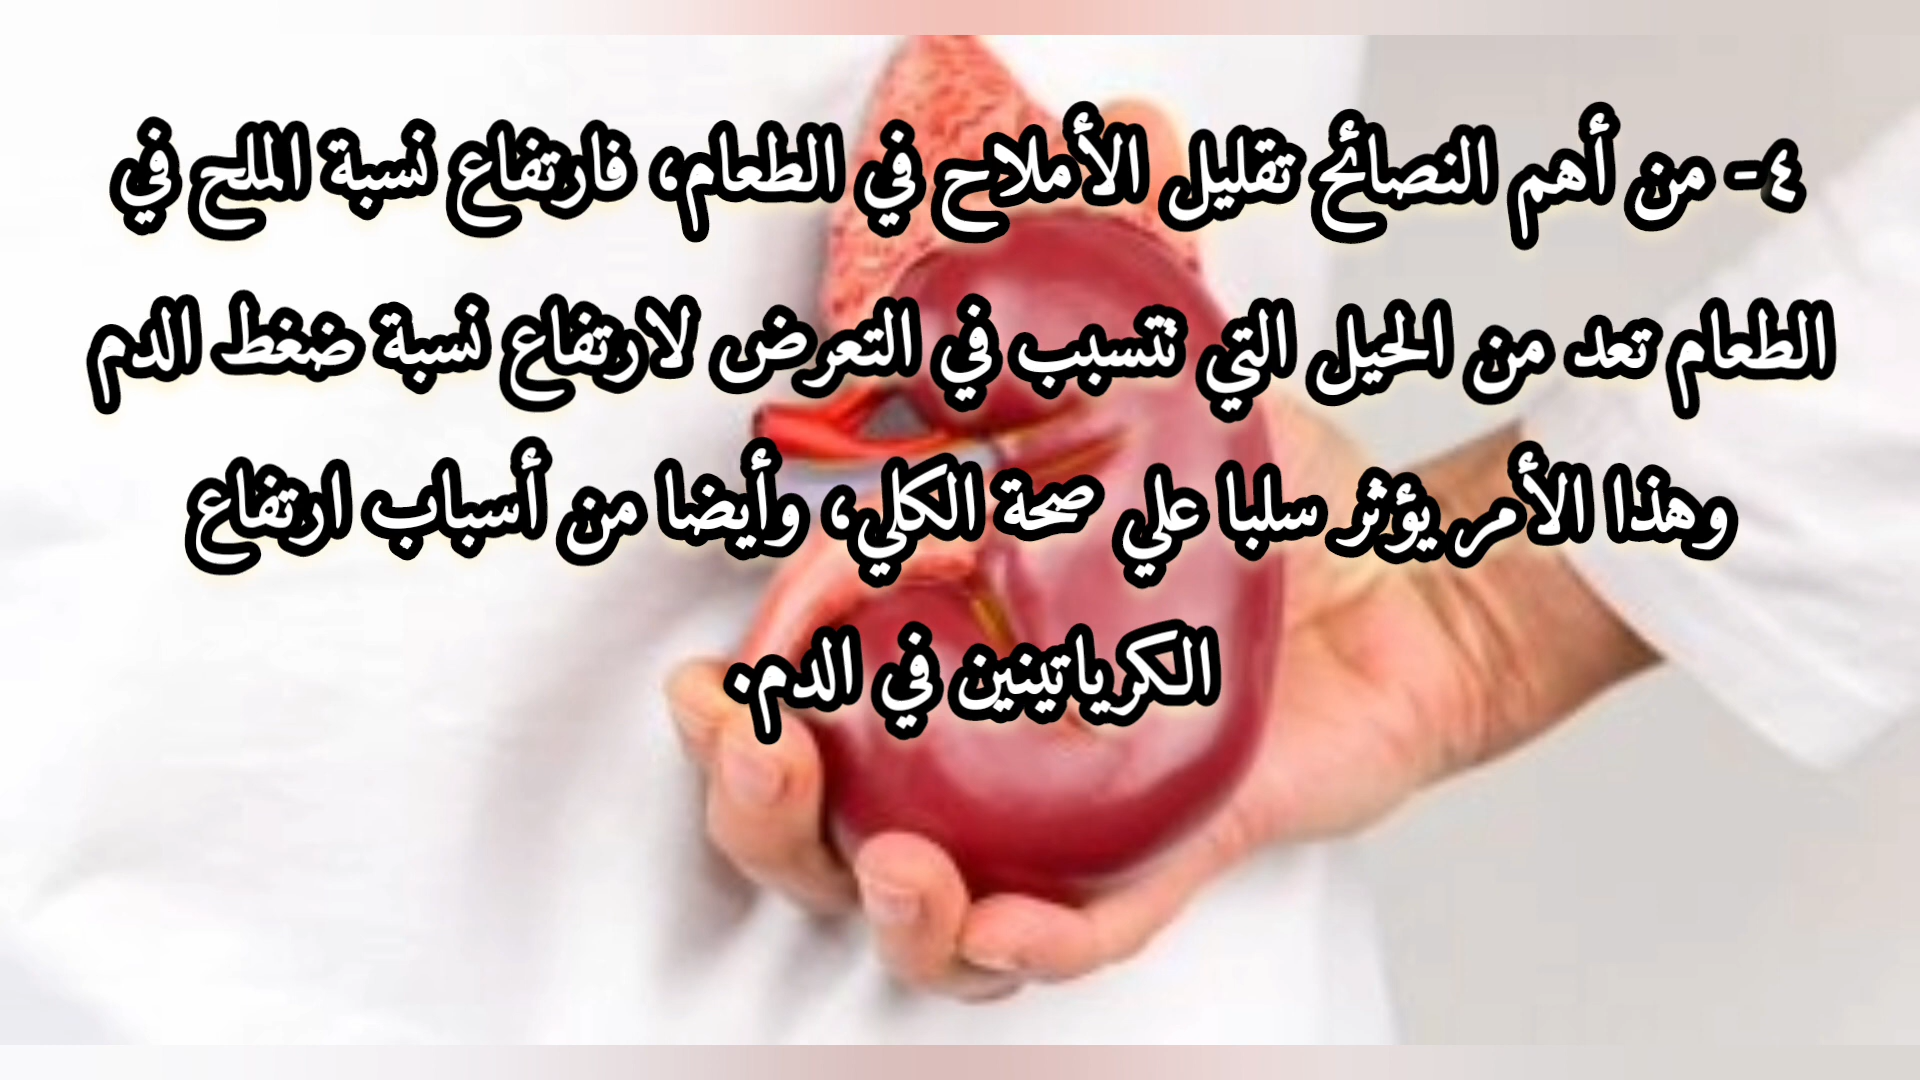 ٤- من أهم النصائح تقليل الأملاح في الطعام، فارتفاع نسبة الملح في
الطعام تعد من الحيل التي تتسبب في التعرض لارتفاع نسبة ضغط الدم
وهذا الأمر يؤثر سلبا علي صحة الكلي، وأيضا من أسباب ارتفاع
الكرياتينين في الدم.